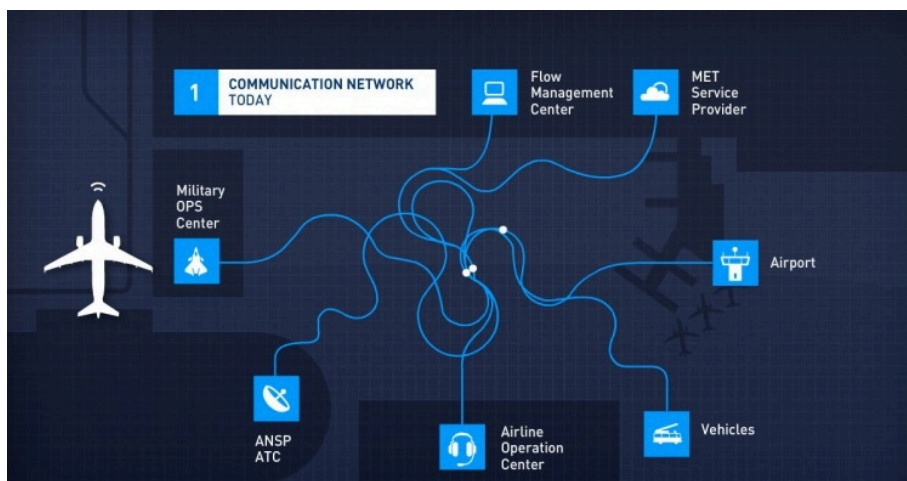 1
COMMUNICATION NETWORK
TODAY
Flow
Management
Center
MET
Service
Provider
Military
OPS
Center
Airport
ANSP
ATC
Airline
Operation
Center
Vehicles